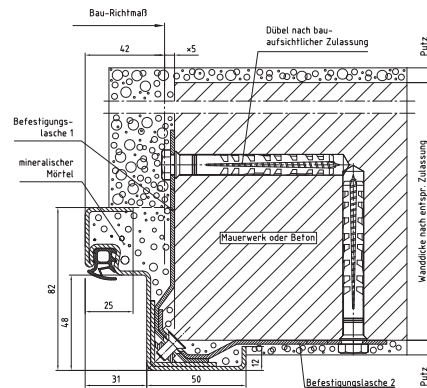 Bau-Richtmaß
42
×5
Dübel nach bau-
aufsichtlicher Zulassung
Putz
Befestigungs-
lasche 1
mineralischer
Mörtel
Mauerwerk oder Beton
Wanddicke nach entspr. Zulassung
82
48
25
31
50
12
Befestigungslasche 2
Putz